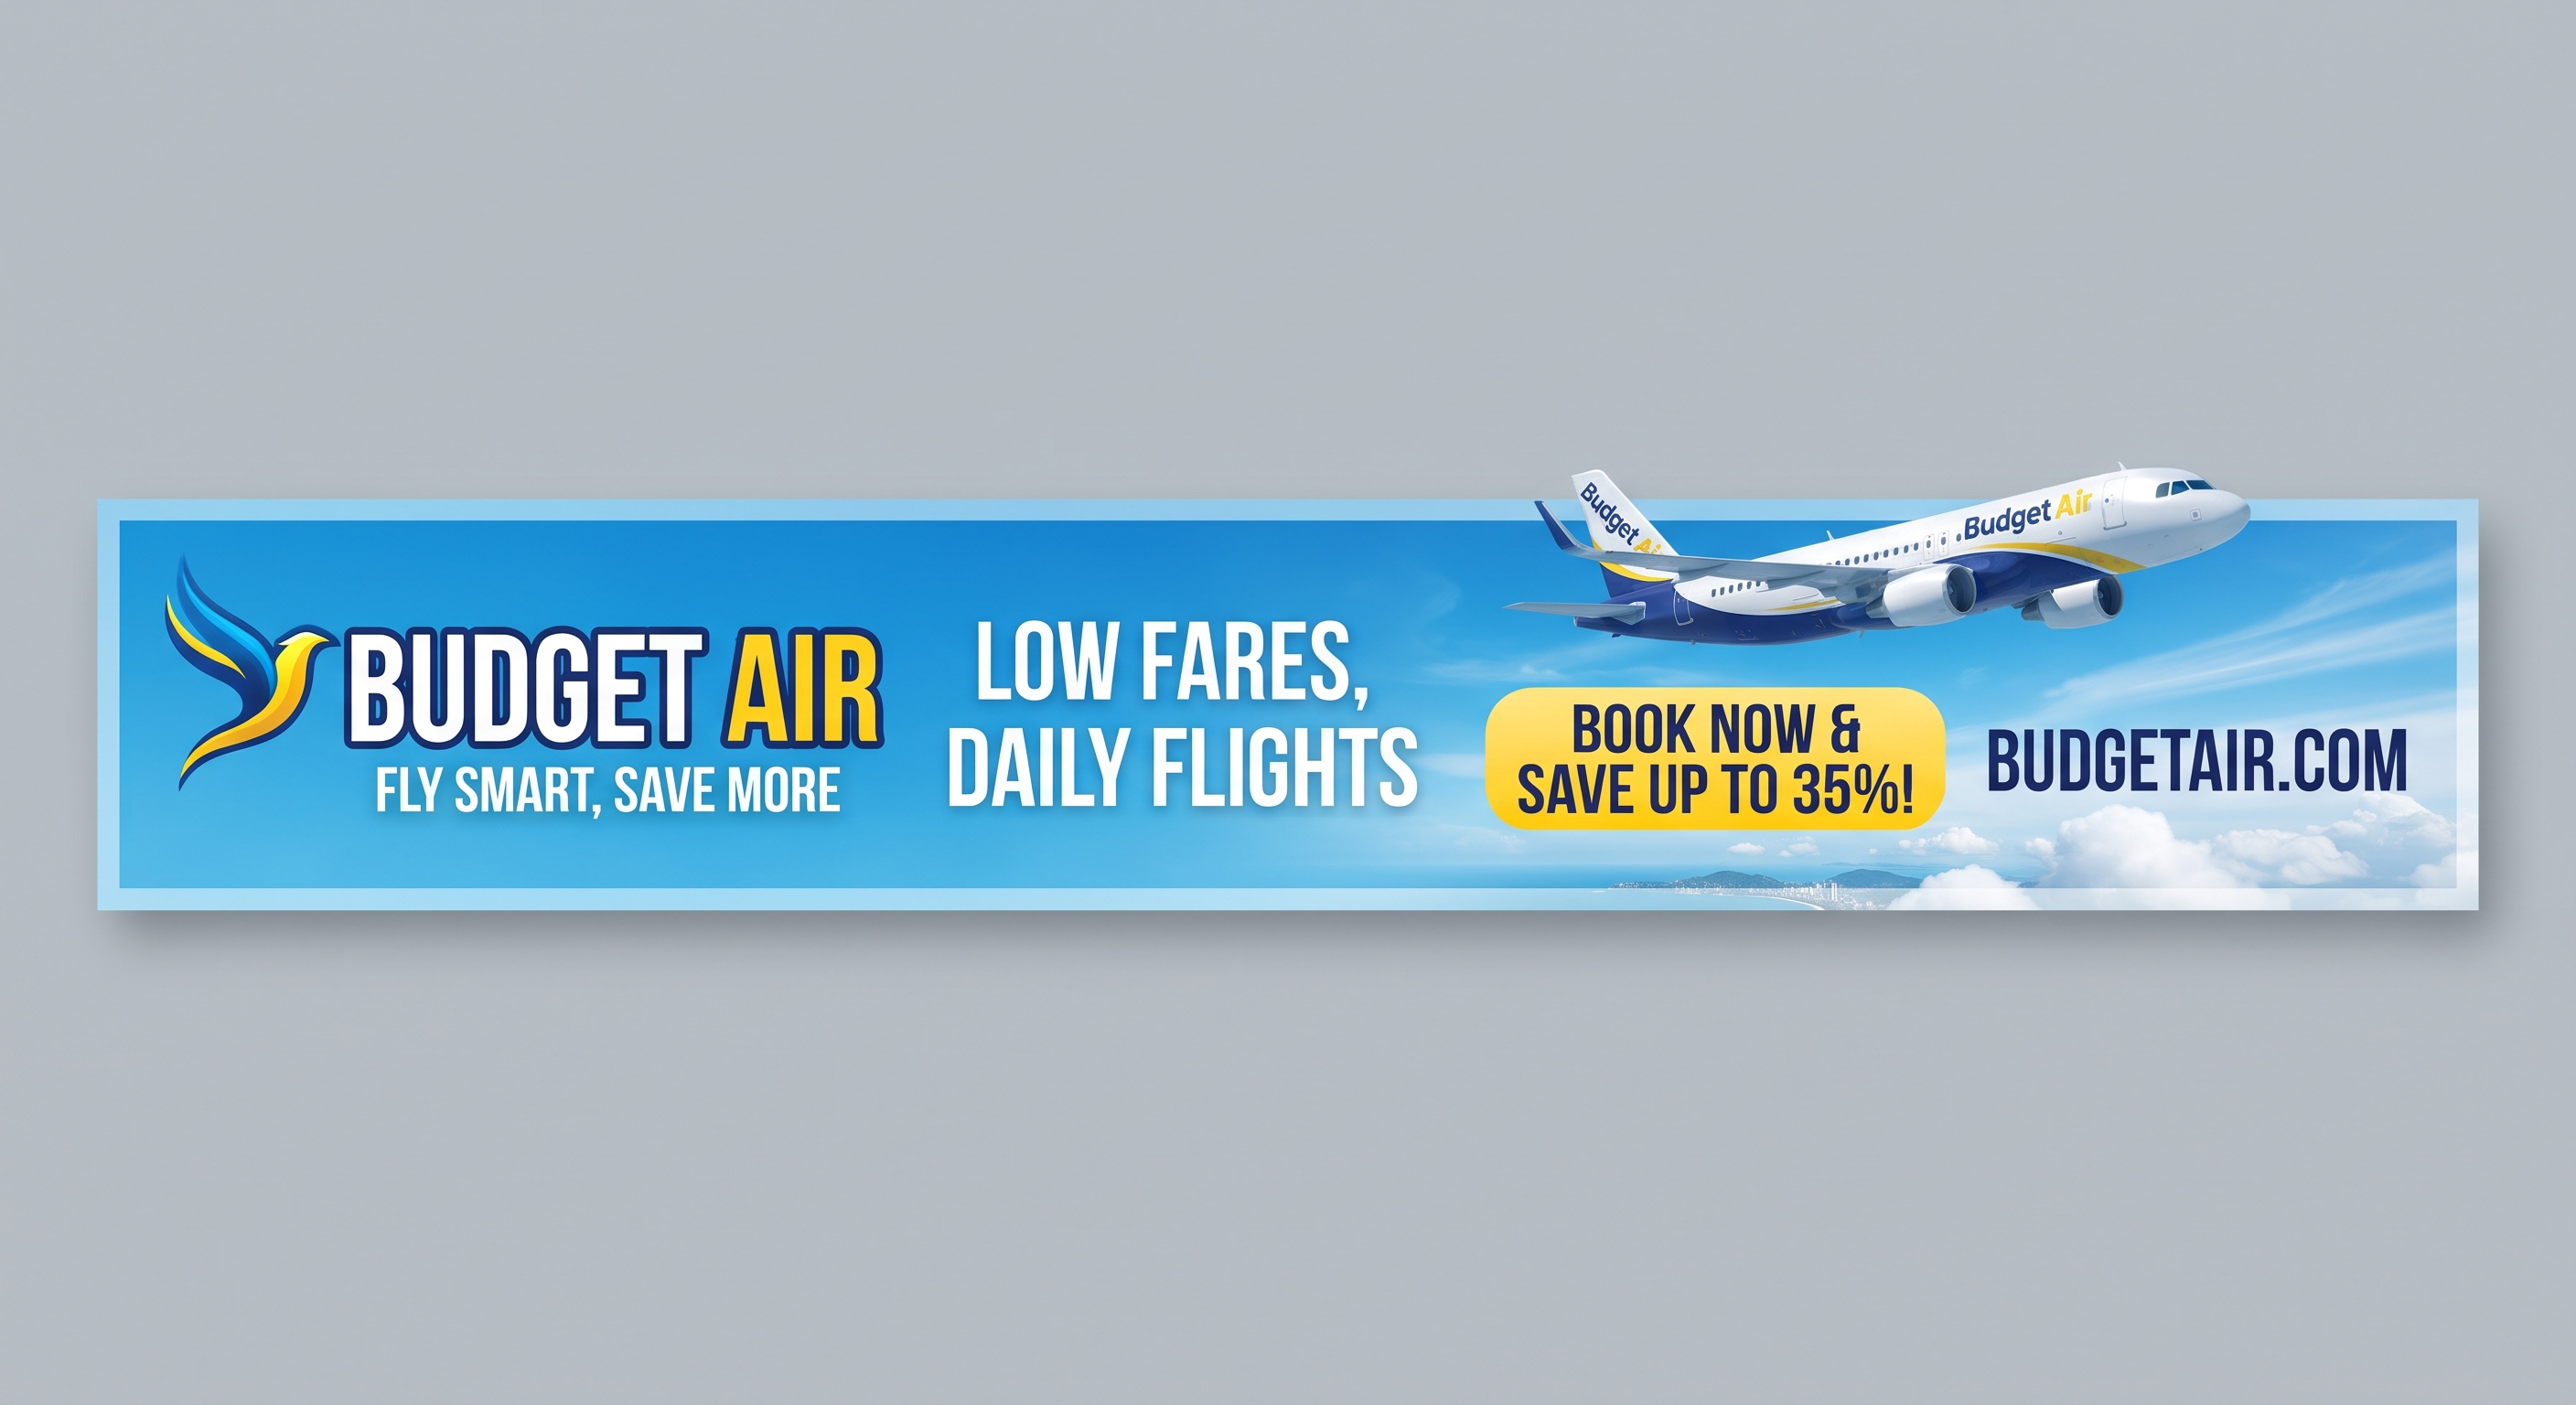 BUDGET AIR
FLY SMART, SAVE MORE
LOW FARES,
DAILY FLIGHTS
Budget Air
Budget Air
BOOK NOW &
SAVE UP TO 35%!
BUDGETAIR.COM